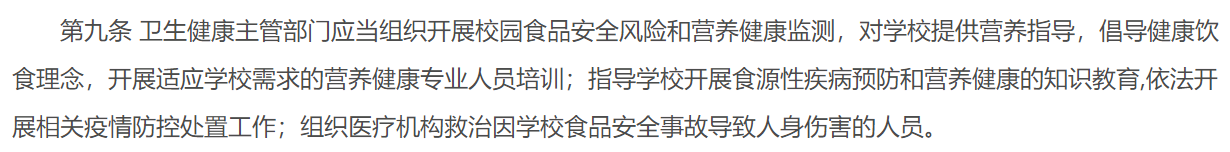 第九条 卫生健康主管部门应当组织开展校园食品安全风险和营养健康监测，对学校提供营养指导，倡导健康饮
食理念，开展适应学校需求的营养健康专业人员培训；指导学校开展食源性疾病预防和营养健康的知识教育,依法开
展相关疫情防控处置工作；组织医疗机构救治因学校食品安全事故导致人身伤害的人员。